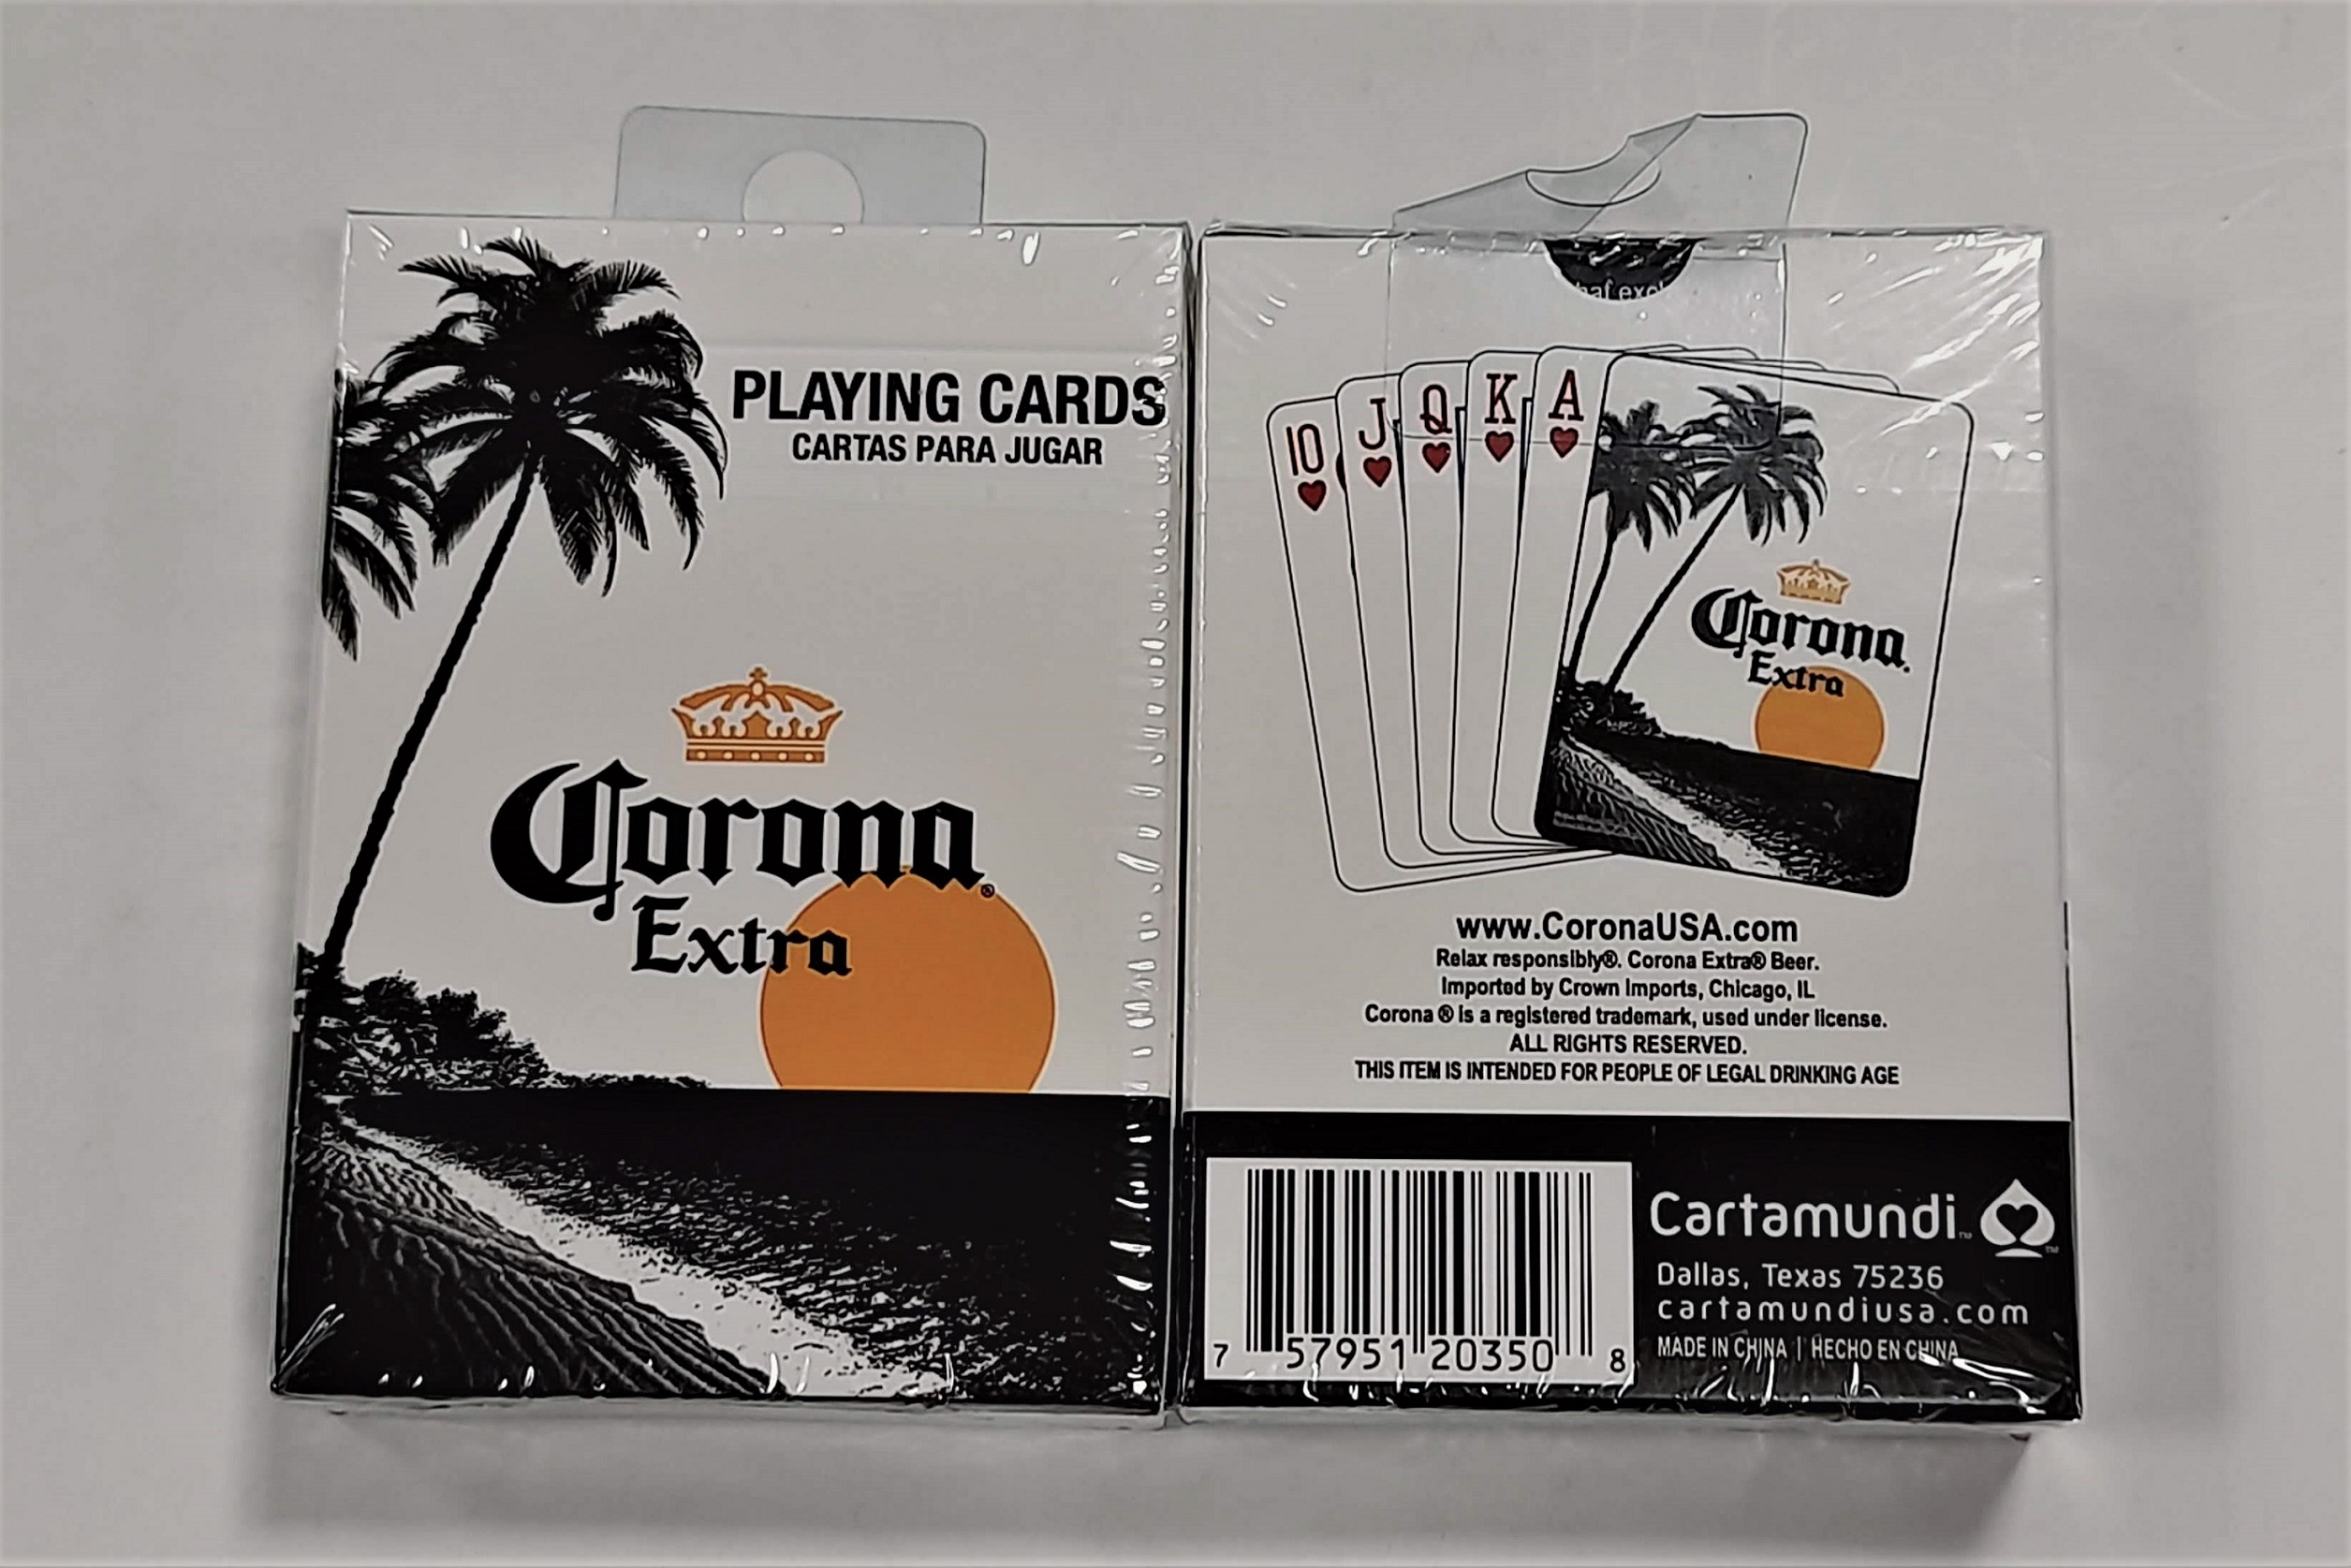 PLAYING CARDS
CARTAS PARA JUGAR
Corona®
Extra
10 J Q K A
Corona.
Extra
www.CoronaUSA.com
Relax responsibly®. Corona Extra® Beer.
Imported by Crown Imports, Chicago, IL
Corona ® is a registered trademark, used under license.
ALL RIGHTS RESERVED.
THIS ITEM IS INTENDED FOR PEOPLE OF LEGAL DRINKING AGE
7 57951 20350 8
Cartamundi™
Dallas, Texas 75236
cartamundiusa.com
MADE IN CHINA | HECHO EN CHINA